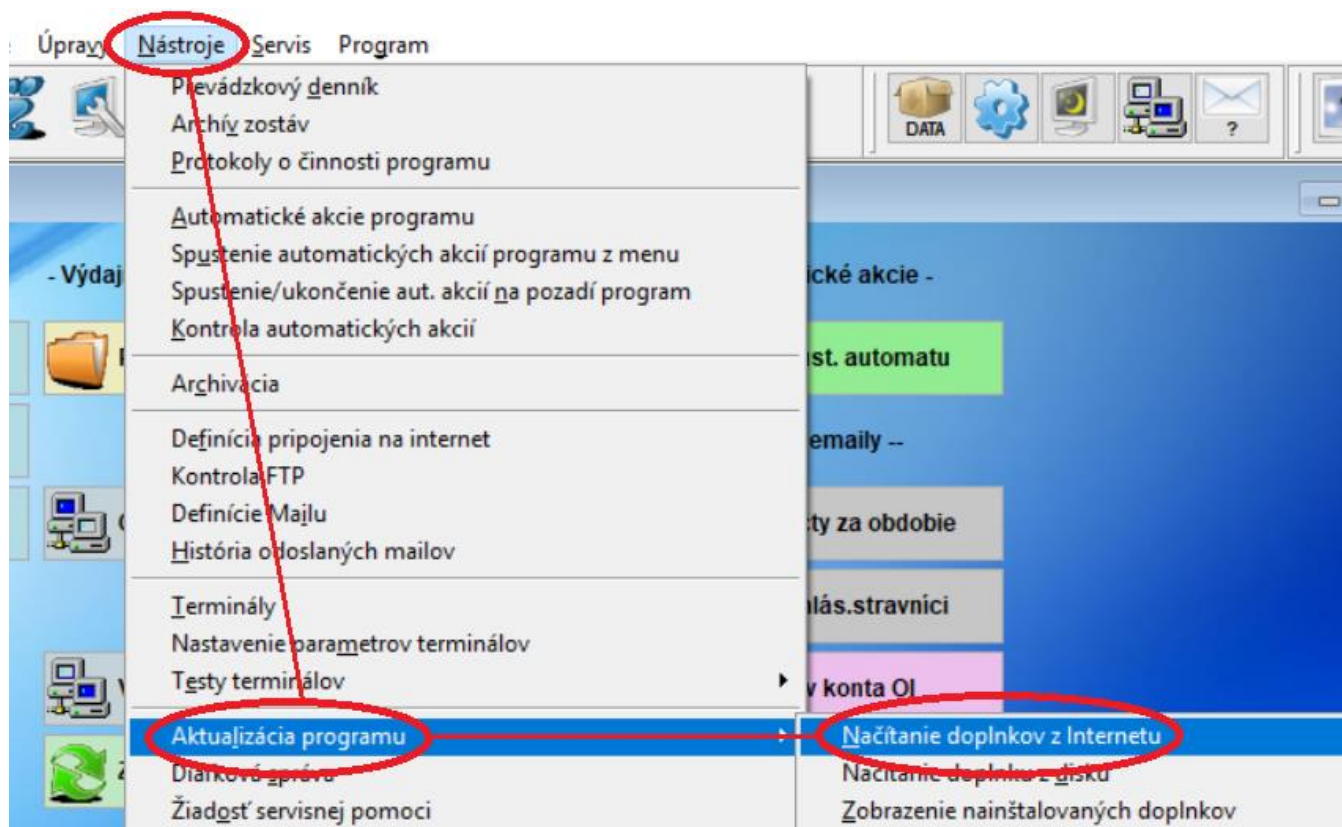 Úpravy Nástroje Servis Program
Prevádzkový denník
Archív zostáv
Protokoly o činnosti programu
DATA
?
Automatické akcie programu
Spustenie automatických akcií programu z menu
Spustenie/ukončenie aut. akcií na pozadí program
Kontrola automatických akcií
- Výdaj
ické akcie -
Archivácia
ust. automatu
Definícia pripojenia na internet
Kontrola FTP
Definície Mailu
História odoslaných mailov
emaily --
ty za obdobie
Terminály
Nastavenie parametrov terminálov
Testy terminálov
hlás.stravníci
konta OJ
Aktualizácia programu
Načítanie doplnkov z Internetu
Diaľková správa
Načítanie doplnku z disku
Žiadosť servisnej pomoci
Zobrazenie nainštalovaných doplnkov